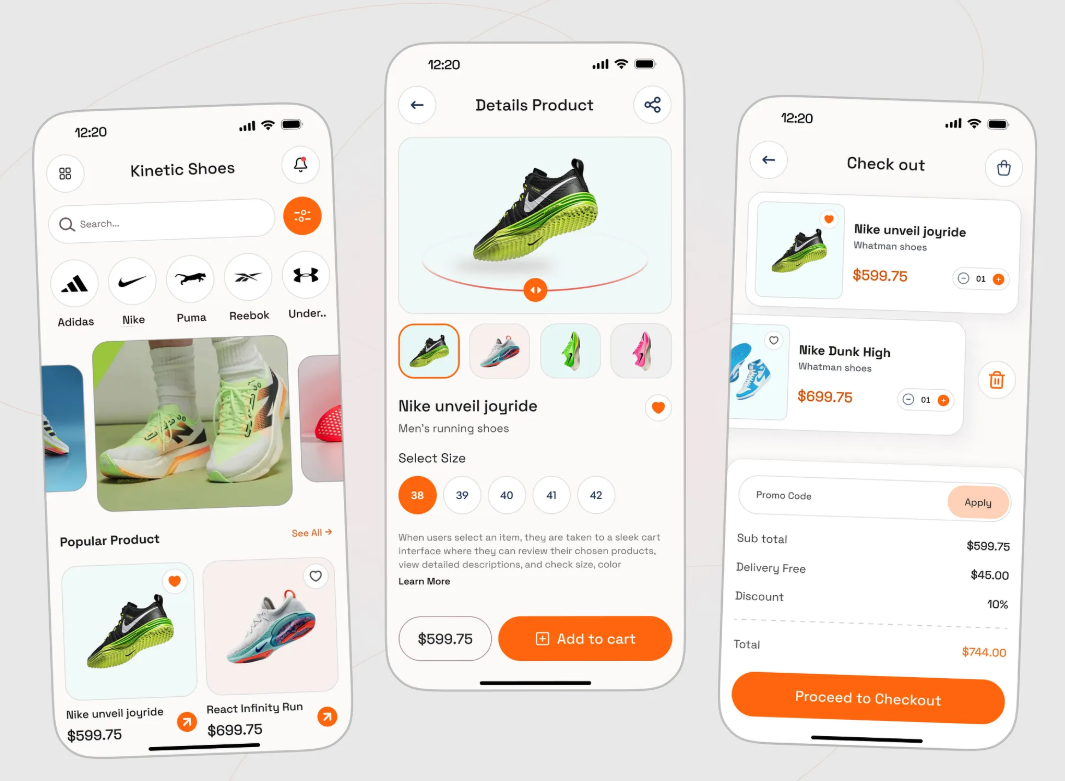 12:20
Kinetic Shoes
Search...
Adidas
Nike
Puma
Reebok
Under..
Popular Product
See All →
Nike unveil joyride
$599.75
React Infinity Run
$699.75
12:20
Details Product
Nike unveil joyride
Men's running shoes
Select Size
38
39
40
41
42
When users select an item, they are taken to a sleek cart
interface where they can review their chosen products,
view detailed descriptions, and check size, color
Learn More
$599.75
Add to cart
12:20
Check out
Nike unveil joyride
Whatman shoes
$599.75
01
Nike Dunk High
Whatman shoes
$699.75
01
Promo Code
Apply
Sub total
$599.75
Delivery Free
$45.00
Discount
10%
Total
$744.00
Proceed to Checkout